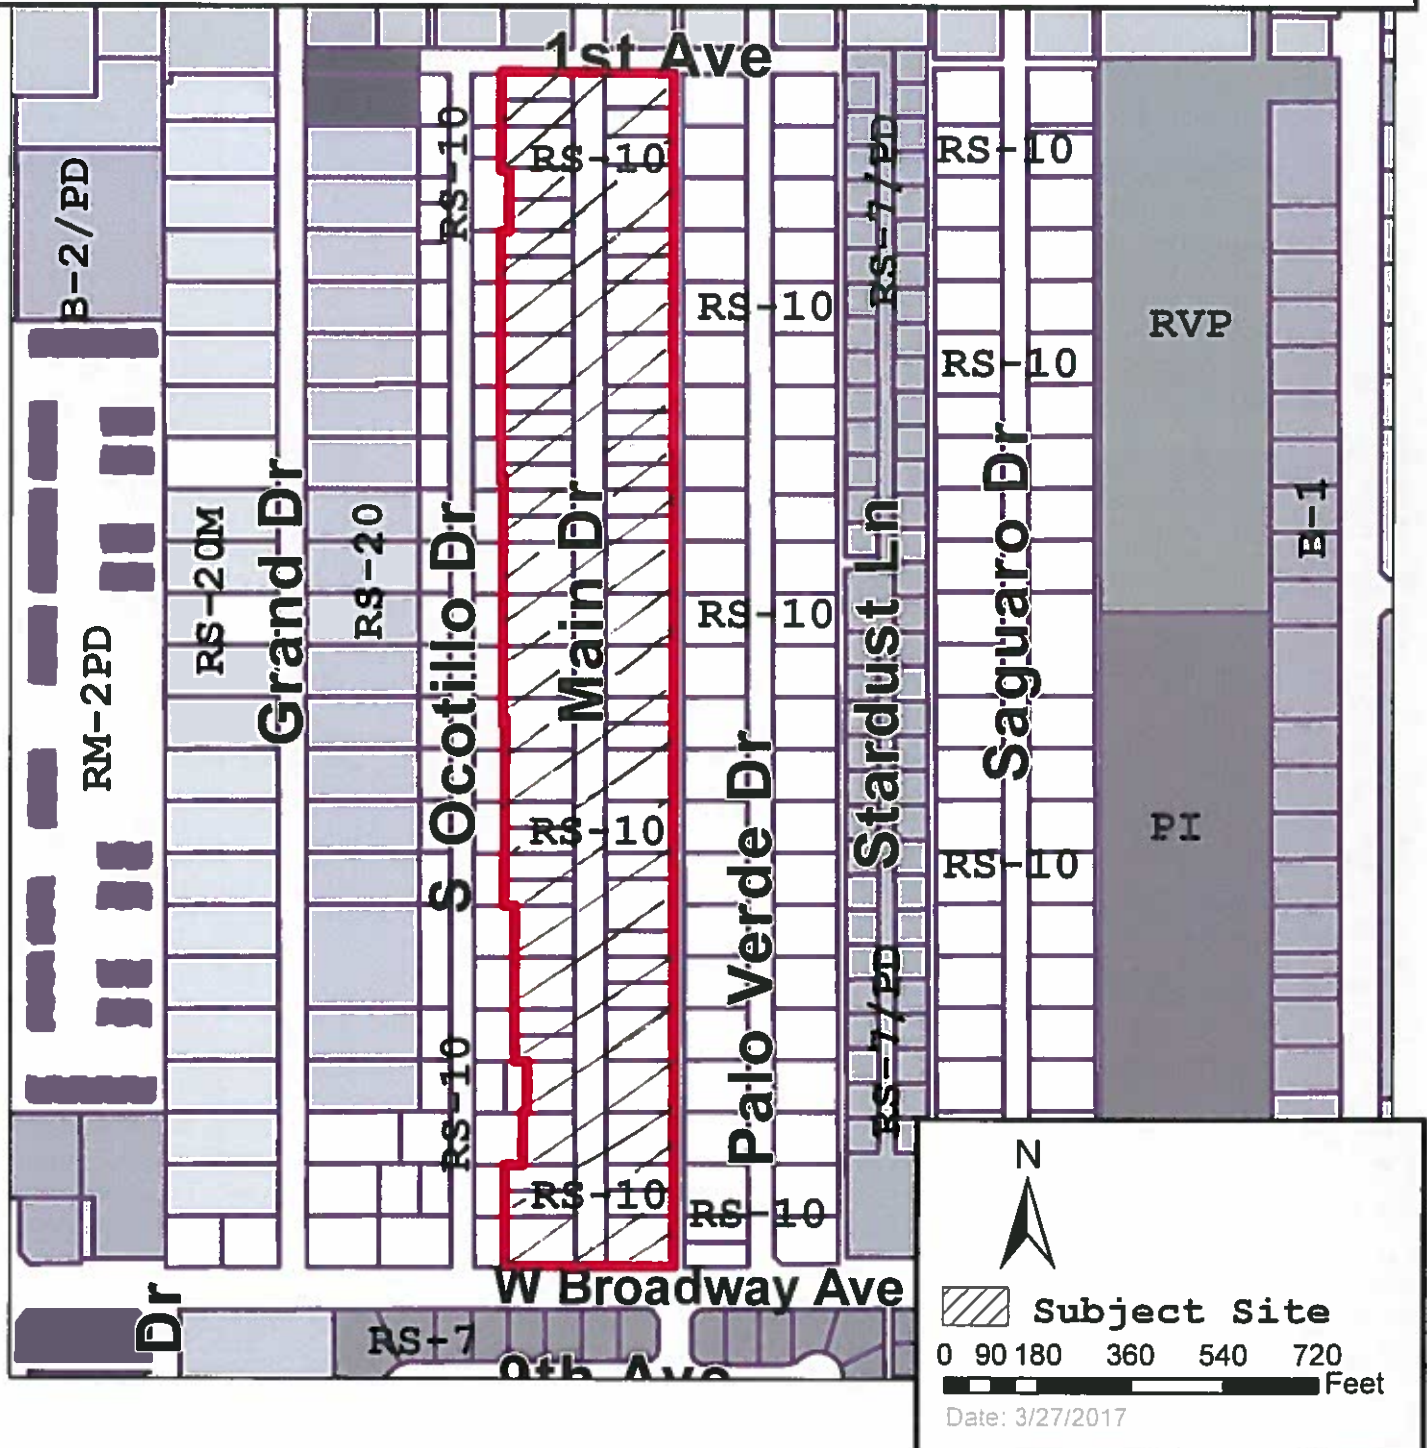 1st Ave
RS-10
RS-10
RS-7/PD
RS-10
B-2/PD
RS-10
RVP
RS-10
B-1
RS-20M
Grand Dr
RS-20
S Ocotillo Dr
Main Dr
RS-10
Stardust Ln
Saguaro Dr
RM-2PD
RS-10
PI
RS-10
Palo Verde Dr
RS-7/PD
RS-10
RS-10
RS-10
W Broadway Ave
Dr
RS-7
9th Ave
N
Subject Site
0 90 180 360 540 720
Feet
Date: 3/27/2017